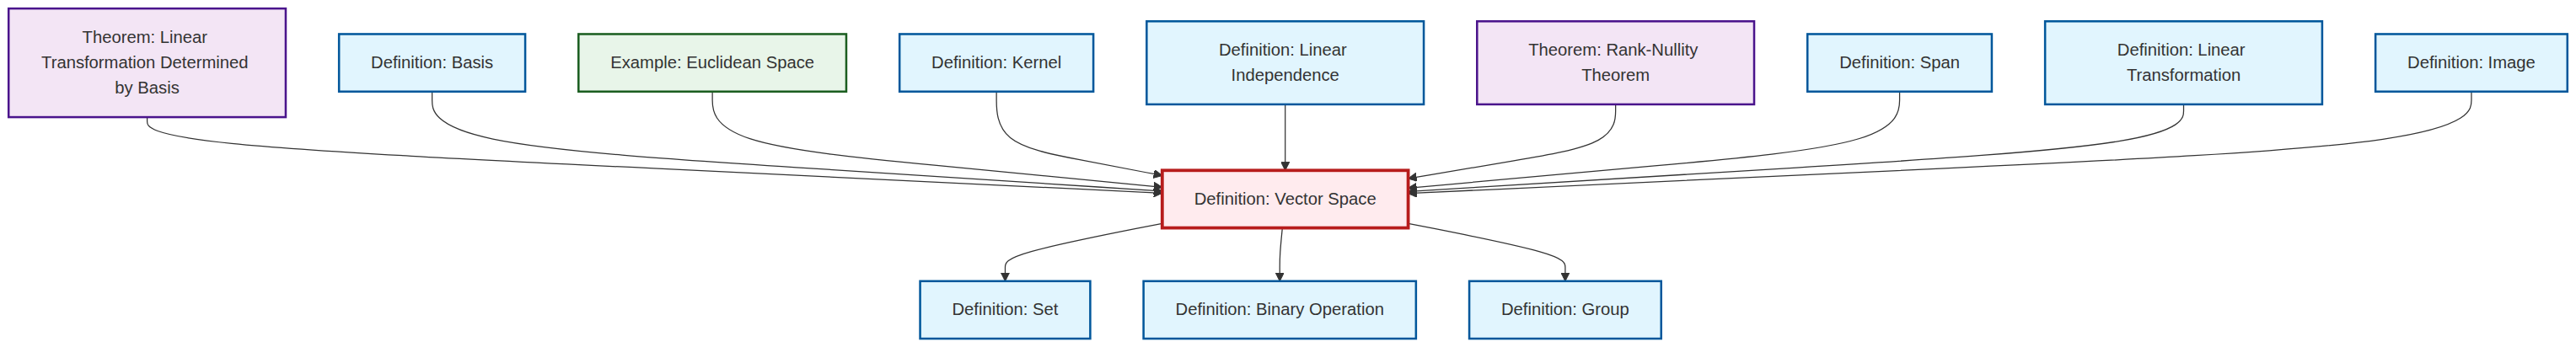 Theorem: Linear
Transformation Determined
by Basis
Definition: Basis
Example: Euclidean Space
Definition: Kernel
Definition: Linear
Independence
Theorem: Rank-Nullity
Theorem
Definition: Span
Definition: Linear
Transformation
Definition: Image
Definition: Vector Space
Definition: Set
Definition: Binary Operation
Definition: Group